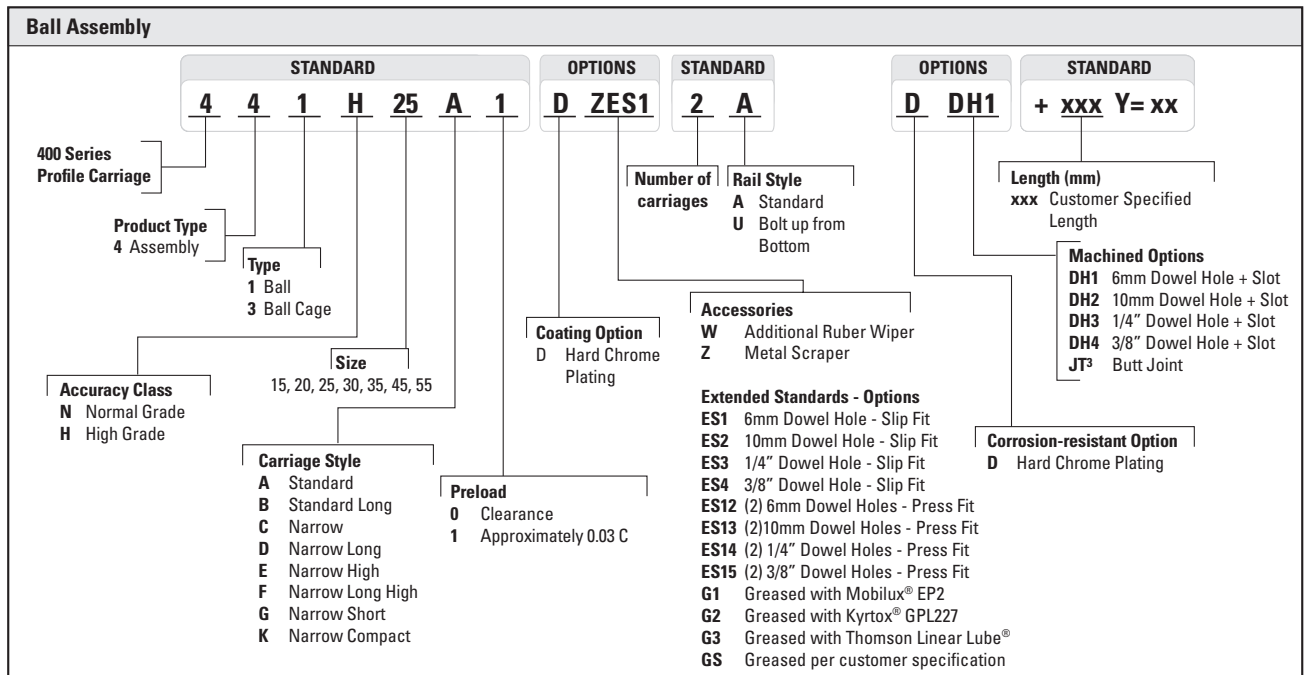 Ball Assembly
STANDARD
OPTIONS
STANDARD
OPTIONS
STANDARD
4 4 1 H 25 A 1
D ZES1
2 A
D DH1
+ xxx Y= xx
400 Series
Profile Carriage
Product Type
4 Assembly
Type
1 Ball
3 Ball Cage
Accuracy Class
N Normal Grade
H High Grade
Size
15, 20, 25, 30, 35, 45, 55
Carriage Style
A Standard
B Standard Long
C Narrow
D Narrow Long
E Narrow High
F Narrow Long High
G Narrow Short
K Narrow Compact
Preload
0 Clearance
1 Approximately 0.03 C
Coating Option
D Hard Chrome
Plating
Number of
carriages
Rail Style
A Standard
U Bolt up from
Bottom
Accessories
W Additional Ruber Wiper
Z Metal Scraper
Extended Standards - Options
ES1 6mm Dowel Hole - Slip Fit
ES2 10mm Dowel Hole - Slip Fit
ES3 1/4″ Dowel Hole - Slip Fit
ES4 3/8″ Dowel Hole - Slip Fit
ES12 (2) 6mm Dowel Holes - Press Fit
ES13 (2)10mm Dowel Holes - Press Fit
ES14 (2) 1/4″ Dowel Holes - Press Fit
ES15 (2) 3/8″ Dowel Holes - Press Fit
G1 Greased with Mobilux® EP2
G2 Greased with Kyrtox® GPL227
G3 Greased with Thomson Linear Lube®
GS Greased per customer specification
Length (mm)
xxx Customer Specified
Length
Machined Options
DH1 6mm Dowel Hole + Slot
DH2 10mm Dowel Hole + Slot
DH3 1/4″ Dowel Hole + Slot
DH4 3/8″ Dowel Hole + Slot
JT³ Butt Joint
Corrosion-resistant Option
D Hard Chrome Plating